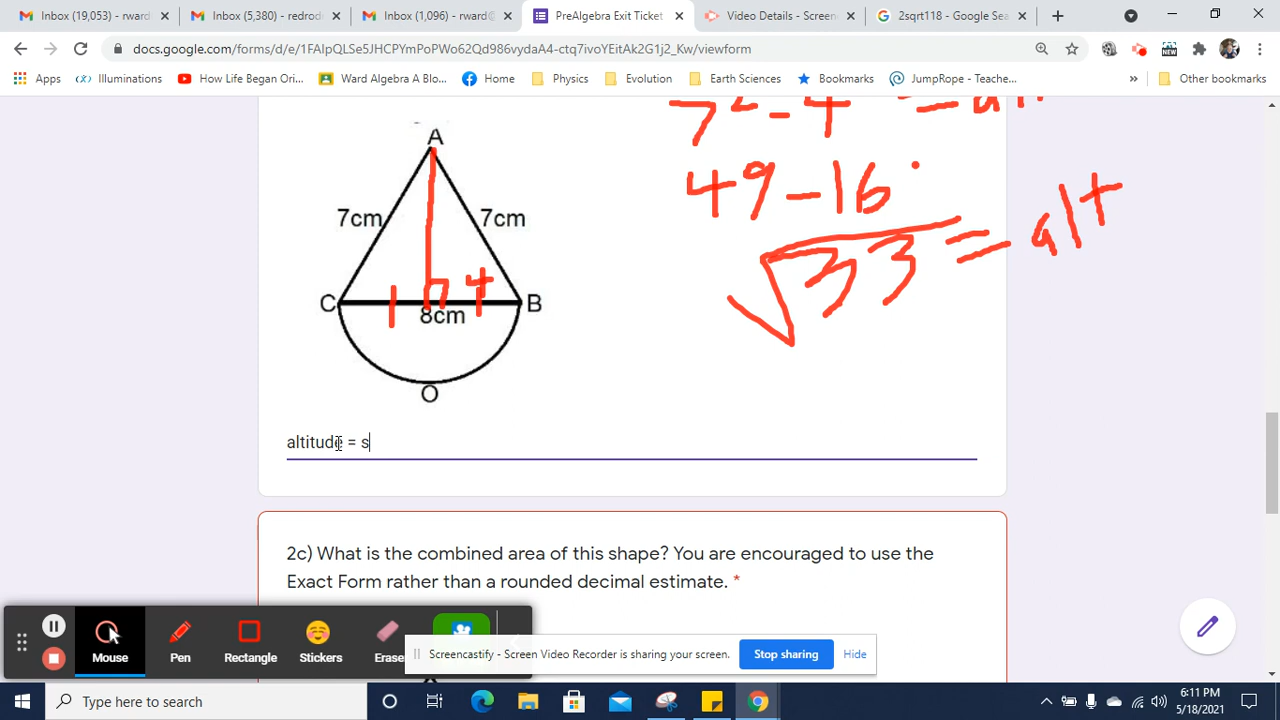 Inbox (19,053) - rward
Inbox (5,389) - redrode
Inbox (1,096) - rward@
PreAlgebra Exit Ticket
Video Details - Screen
2sqrt118 - Google Sea
docs.google.com/forms/d/e/1FAIpQLSe5JHCPYmPoPWo62Qd986vydaA4-ctq7ivoYEitAk2G1j2_Kw/viewform
Apps
Illuminations
How Life Began Ori...
Ward Algebra A Blo...
Home
Physics
Evolution
Earth Sciences
Bookmarks
JumpRope - Teache...
»
Other bookmarks
7² - 4 = al
49 - 16
√33 = alt
A
7cm
7cm
4
C
B
8cm
O
altitude = s
2c) What is the combined area of this shape? You are encouraged to use the
Exact Form rather than a rounded decimal estimate. *
Mouse
Pen
Rectangle
Stickers
Erase
Screencastify - Screen Video Recorder is sharing your screen.
Stop sharing
Hide
Type here to search
6:11 PM
5/18/2021